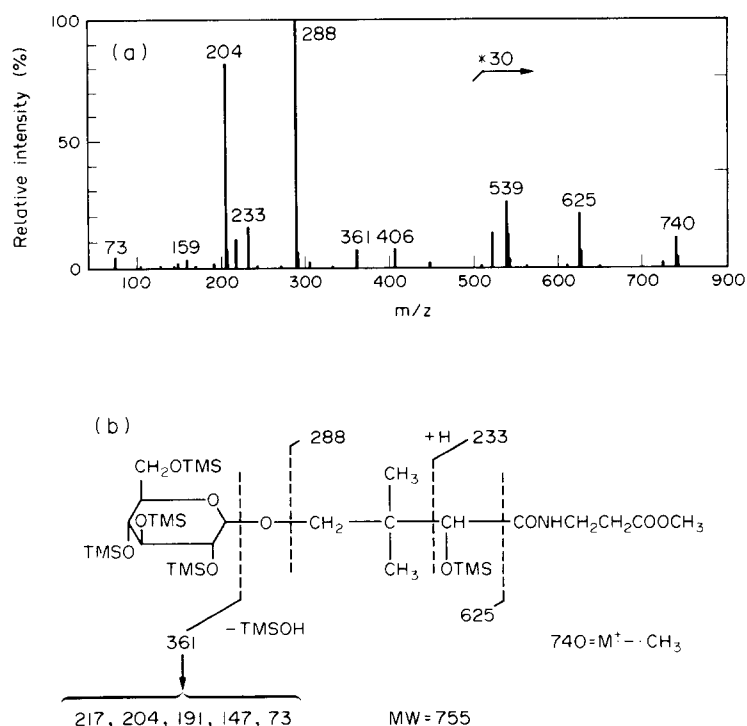 100
(a)
204
288
*30
Relative intensity (%)
50
539
625
233
740
73
159
361 406
0
0
100
200
300
400
500
600
700
800
900
m/z
(b)
288
+H
233
CH₂OTMS
CH₃
O
OTMS
O
CH₂
C
CH
CONHCH₂CH₂COOCH₃
TMSO
TMSO
CH₃
OTMS
−TMSOH
625
361
740=M⁺−·CH₃
217, 204, 191, 147, 73
MW=755